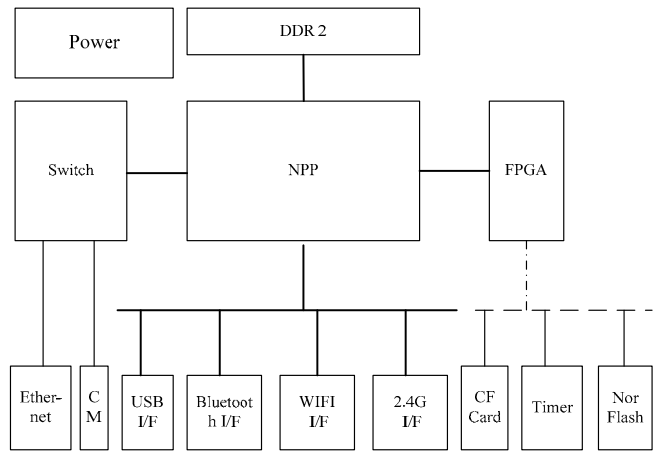 Power
DDR 2
Switch
NPP
FPGA
Ether-
net
C
M
USB
I/F
Bluetoot
h I/F
WIFI
I/F
2.4G
I/F
CF
Card
Timer
Nor
Flash